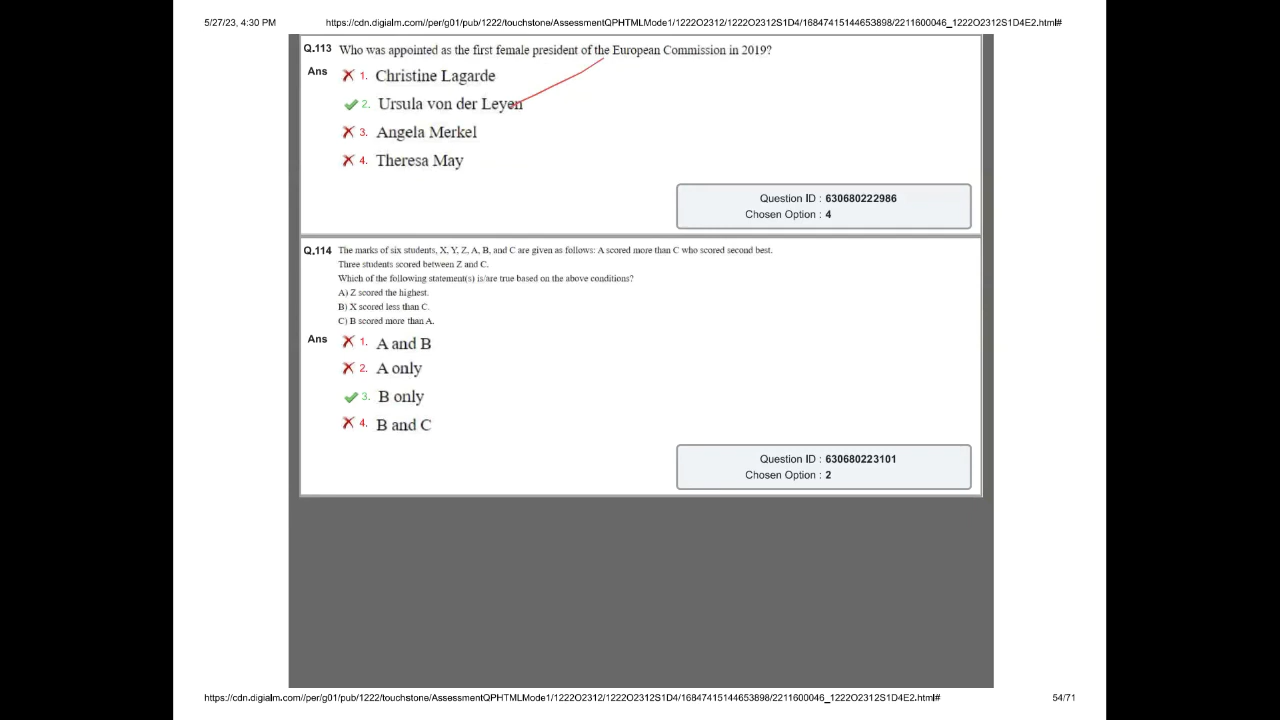 5/27/23, 4:30 PM https://cdn.digialm.com//per/g01/pub/1222/touchstone/AssessmentQPHTMLMode1/1222O2312/1222O2312S1D4/16847415144653898/2211600046_1222O2312S1D4E2.html#
Q.113 Who was appointed as the first female president of the European Commission in 2019?
Ans 1. Christine Lagarde
2. Ursula von der Leyen
3. Angela Merkel
4. Theresa May
Question ID : 630680222986
Chosen Option : 4
Q.114 The marks of six students, X, Y, Z, A, B, and C are given as follows: A scored more than C who scored second best.
Three students scored between Z and C.
Which of the following statement(s) is/are true based on the above conditions?
A) Z scored the highest.
B) X scored less than C.
C) B scored more than A.
Ans 1. A and B
2. A only
3. B only
4. B and C
Question ID : 630680223101
Chosen Option : 2
https://cdn.digialm.com//per/g01/pub/1222/touchstone/AssessmentQPHTMLMode1/1222O2312/1222O2312S1D4/16847415144653898/2211600046_1222O2312S1D4E2.html# 54/71